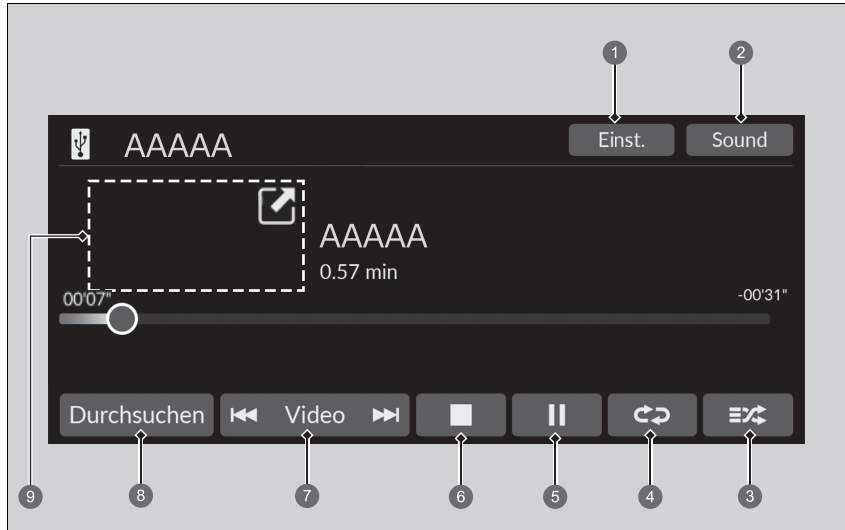 1
2
Einst.
Sound
AAAAA
AAAAA
9
0.57 min
00'07"
-00'31"
Durchsuchen
Video
8
7
6
5
4
3